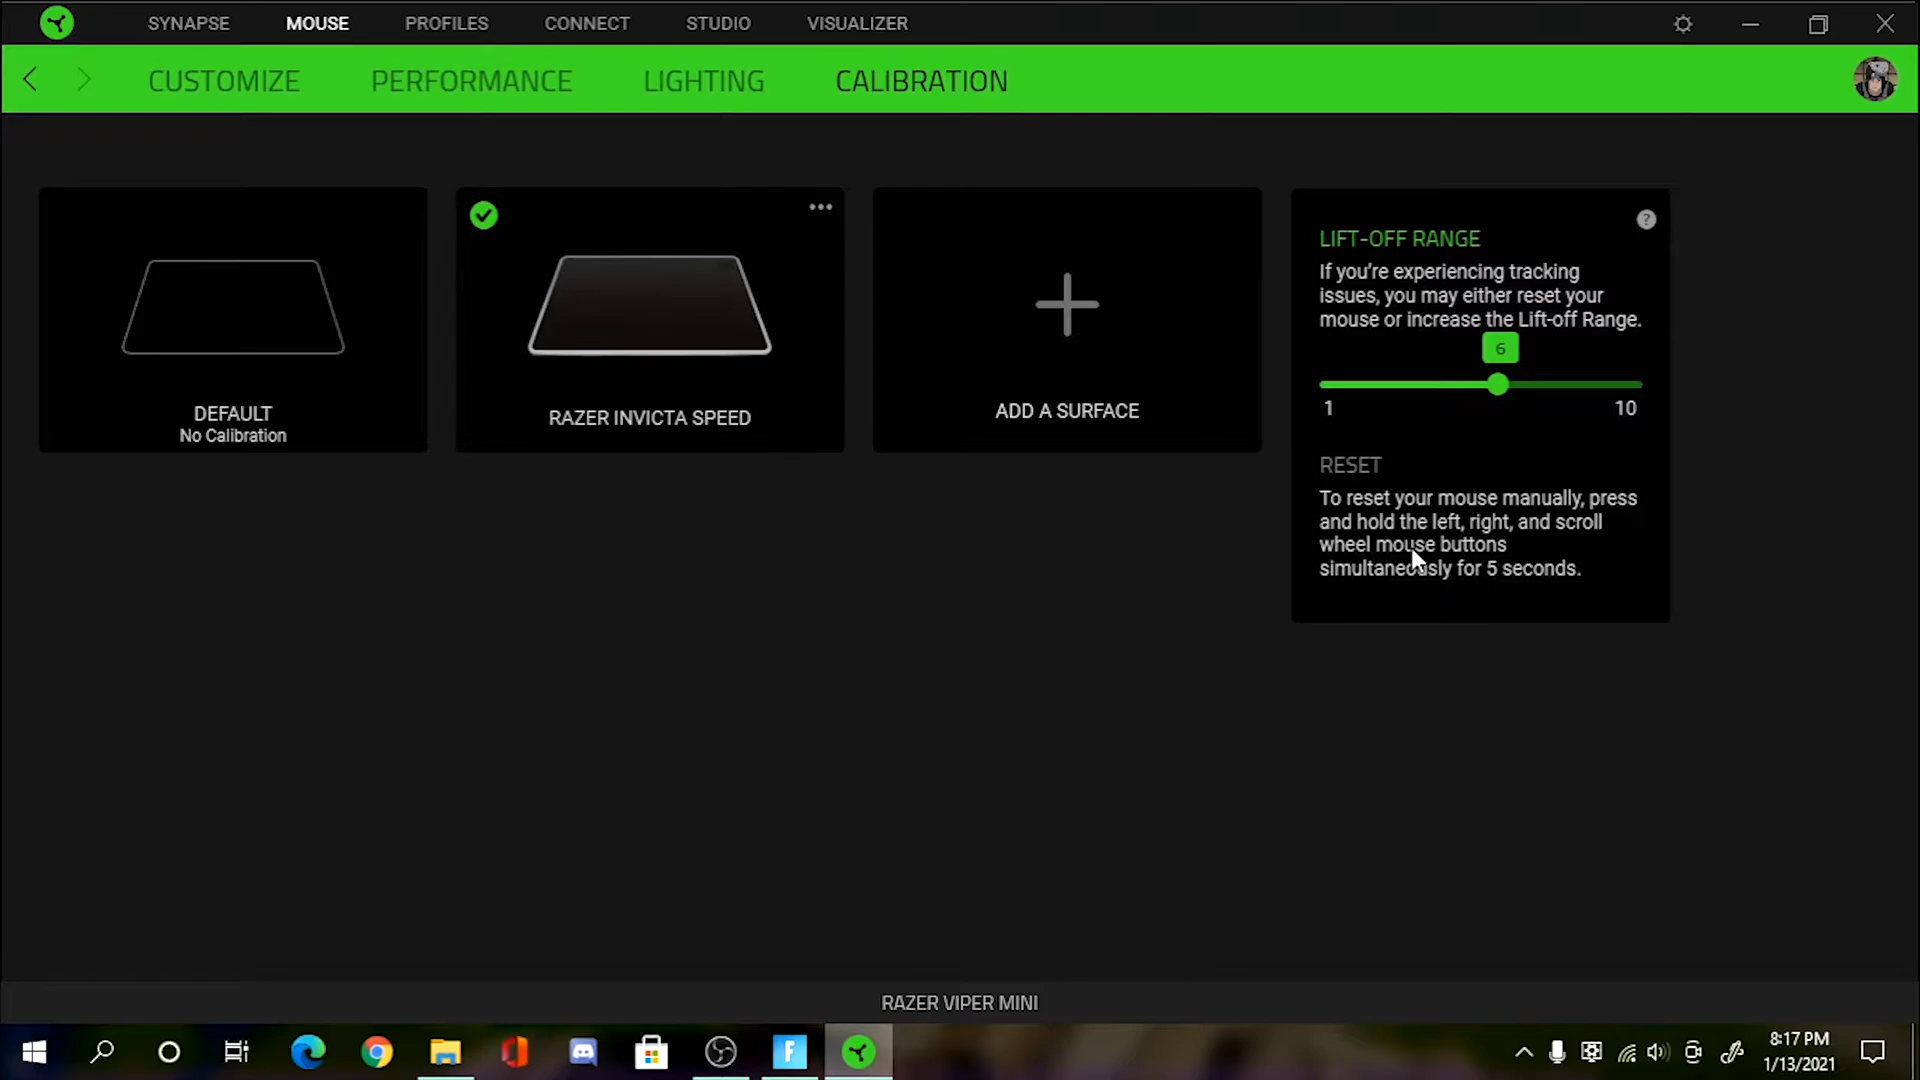 SYNAPSE MOUSE PROFILES CONNECT STUDIO VISUALIZER
CUSTOMIZE PERFORMANCE LIGHTING CALIBRATION
DEFAULT
No Calibration
RAZER INVICTA SPEED
ADD A SURFACE
?
LIFT-OFF RANGE
If you're experiencing tracking
issues, you may either reset your
mouse or increase the Lift-off Range.
6
1 10
RESET
To reset your mouse manually, press
and hold the left, right, and scroll
wheel mouse buttons
simultaneously for 5 seconds.
RAZER VIPER MINI
8:17 PM
1/13/2021